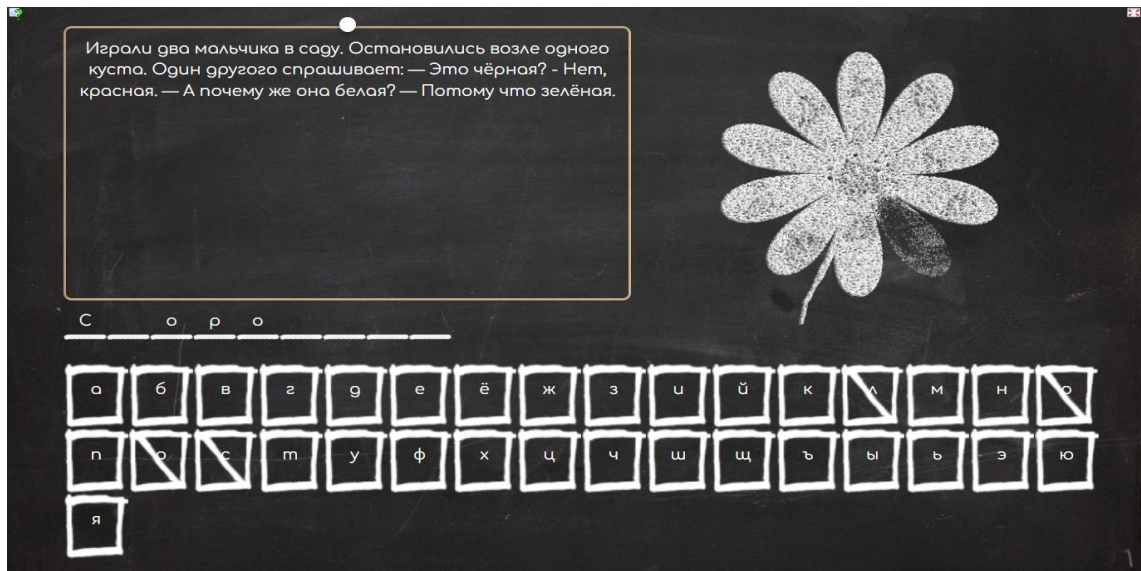 Играли два мальчика в саду. Остановились возле одного
куста. Один другого спрашивает: — Это чёрная? - Нет,
красная. — А почему же она белая? — Потому что зелёная.
С о р о
а б в г д е ё ж з и й к л м н о
п р с т у ф х ц ч ш щ ъ ы ь э ю
я